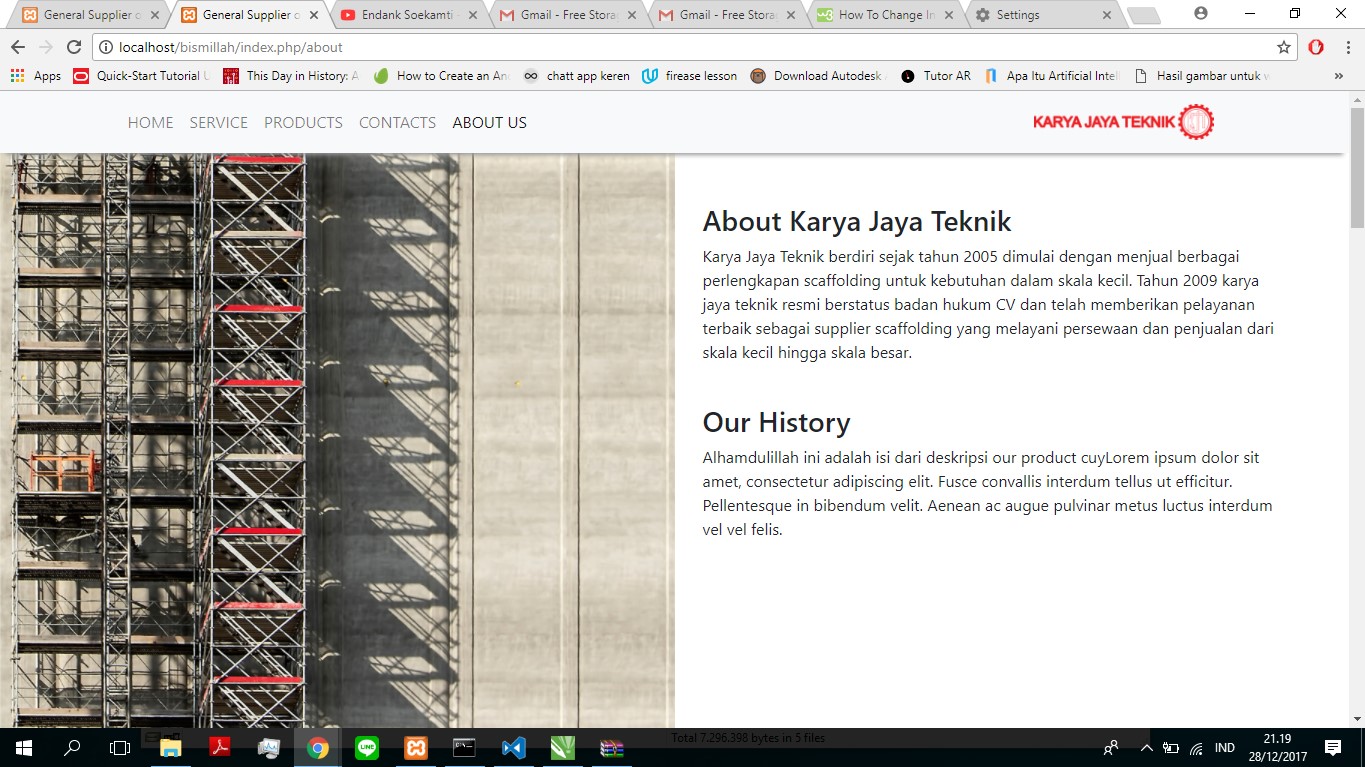 General Supplier o
General Supplier o
Endank Soekamti -
Gmail - Free Stora
Gmail - Free Stora
How To Change In
Settings
localhost/bismillah/index.php/about
Apps
Quick-Start Tutorial U
This Day in History: A
How to Create an An
chatt app keren
firease lesson
Download Autodesk
Tutor AR
Apa Itu Artificial Intel
Hasil gambar untuk w
»
HOME
SERVICE
PRODUCTS
CONTACTS
ABOUT US
KARYA JAYA TEKNIK
About Karya Jaya Teknik
Karya Jaya Teknik berdiri sejak tahun 2005 dimulai dengan menjual berbagai
perlengkapan scaffolding untuk kebutuhan dalam skala kecil. Tahun 2009 karya
jaya teknik resmi berstatus badan hukum CV dan telah memberikan pelayanan
terbaik sebagai supplier scaffolding yang melayani persewaan dan penjualan dari
skala kecil hingga skala besar.
Our History
Alhamdulillah ini adalah isi dari deskripsi our product cuyLorem ipsum dolor sit
amet, consectetur adipiscing elit. Fusce convallis interdum tellus ut efficitur.
Pellentesque in bibendum velit. Aenean ac augue pulvinar metus luctus interdum
vel vel felis.
Total 7.296.398 bytes in 5 files
LINE
IND
21.19
28/12/2017